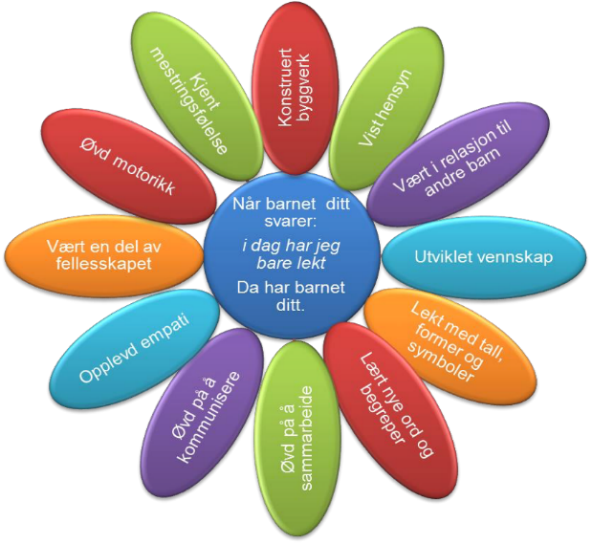 Når barnet ditt
svarer:
i dag har jeg
bare lekt
Da har barnet
ditt.
Konstruert
byggverk
Vist hensyn
Vært i relasjon til
andre barn
Utviklet vennskap
Lekt med tall,
former og
symboler
Lært nye ord og
begreper
Øvd på å
sammarbeide
Øvd på å
kommunisere
Opplevd empati
Vært en del av
fellesskapet
Øvd motorikk
Kjent
mestringsfølelse